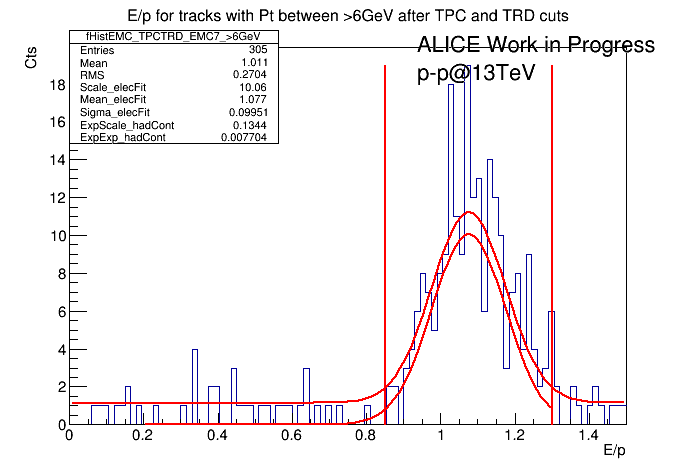 E/p for tracks with Pt between >6GeV after TPC and TRD cuts
fHistEMC_TPCTRD_EMC7_>6GeV
Entries 305
Mean 1.011
RMS 0.2704
Scale_elecFit 10.06
Mean_elecFit 1.077
Sigma_elecFit 0.09951
ExpScale_hadCont 0.1344
ExpExp_hadCont 0.007704
ALICE Work in Progress
p-p@13TeV
Cts
18
16
14
12
10
8
6
4
2
0
0 0.2 0.4 0.6 0.8 1 1.2 1.4
E/p